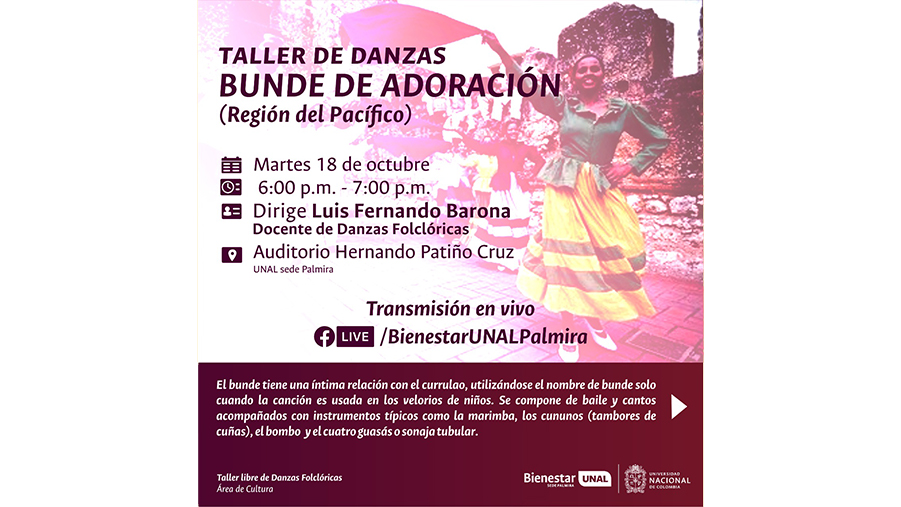 TALLER DE DANZAS
BUNDE DE ADORACIÓN
(Región del Pacífico)
Martes 18 de octubre
6:00 p.m. - 7:00 p.m.
Dirige Luis Fernando Barona
Docente de Danzas Folclóricas
Auditorio Hernando Patiño Cruz
UNAL sede Palmira
Transmisión en vivo
LIVE /BienestarUNALPalmira
El bunde tiene una íntima relación con el currulao, utilizándose el nombre de bunde solo
cuando la canción es usada en los velorios de niños. Se compone de baile y cantos
acompañados con instrumentos típicos como la marimba, los cununos (tambores de
cuñas), el bombo y el cuatro guasás o sonaja tubular.
Taller libre de Danzas Folclóricas
Área de Cultura
Bienestar UNAL
SEDE PALMIRA
UNIVERSIDAD
NACIONAL
DE COLOMBIA